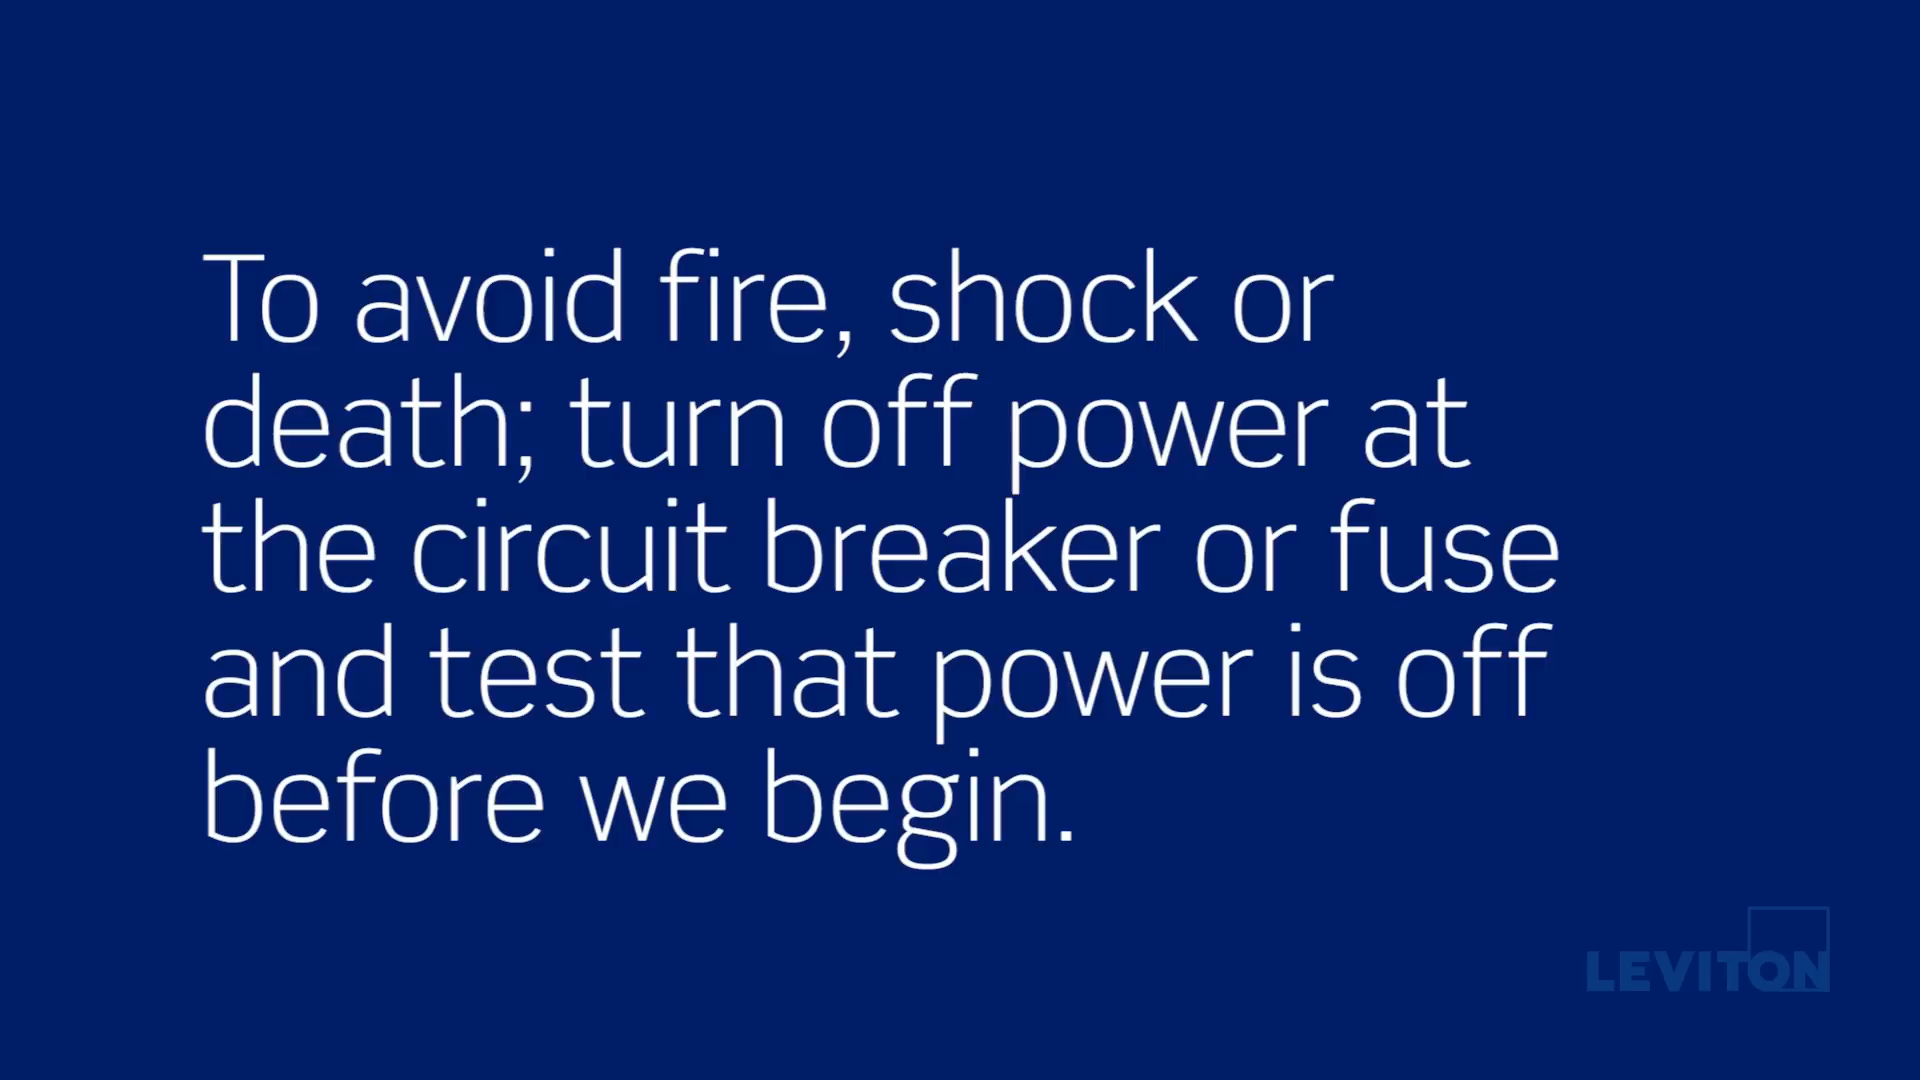 To avoid fire, shock or
death; turn off power at
the circuit breaker or fuse
and test that power is off
before we begin.
LEVITON